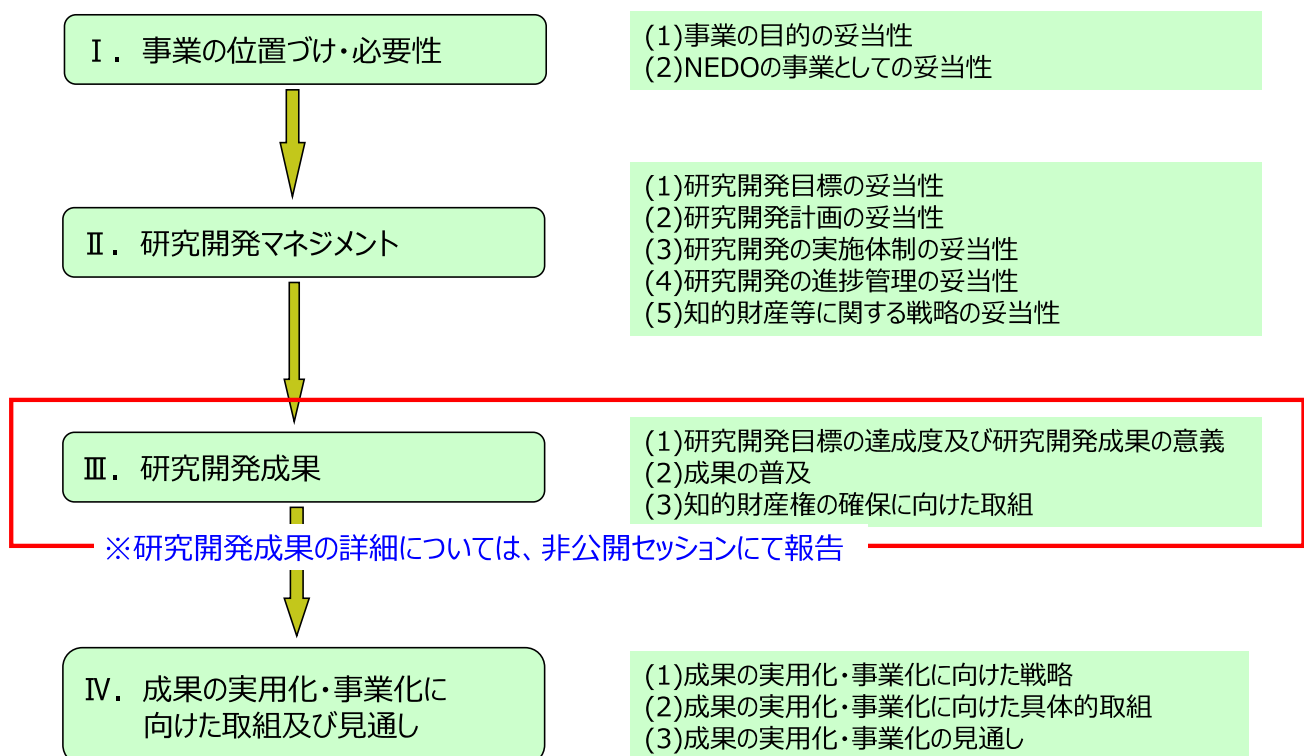 Ⅰ．事業の位置づけ・必要性
(1)事業の目的の妥当性
(2)NEDOの事業としての妥当性
Ⅱ．研究開発マネジメント
(1)研究開発目標の妥当性
(2)研究開発計画の妥当性
(3)研究開発の実施体制の妥当性
(4)研究開発の進捗管理の妥当性
(5)知的財産等に関する戦略の妥当性
Ⅲ．研究開発成果
(1)研究開発目標の達成度及び研究開発成果の意義
(2)成果の普及
(3)知的財産権の確保に向けた取組
※研究開発成果の詳細については、非公開セッションにて報告
Ⅳ．成果の実用化・事業化に
向けた取組及び見通し
(1)成果の実用化・事業化に向けた戦略
(2)成果の実用化・事業化に向けた具体的取組
(3)成果の実用化・事業化の見通し